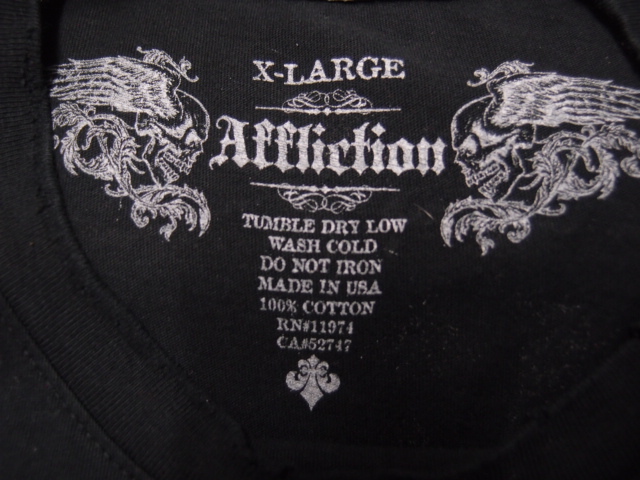 X-LARGE
Affliction
TUMBLE DRY LOW
WASH COLD
DO NOT IRON
MADE IN USA
100% COTTON
RN#11974
CA#52747